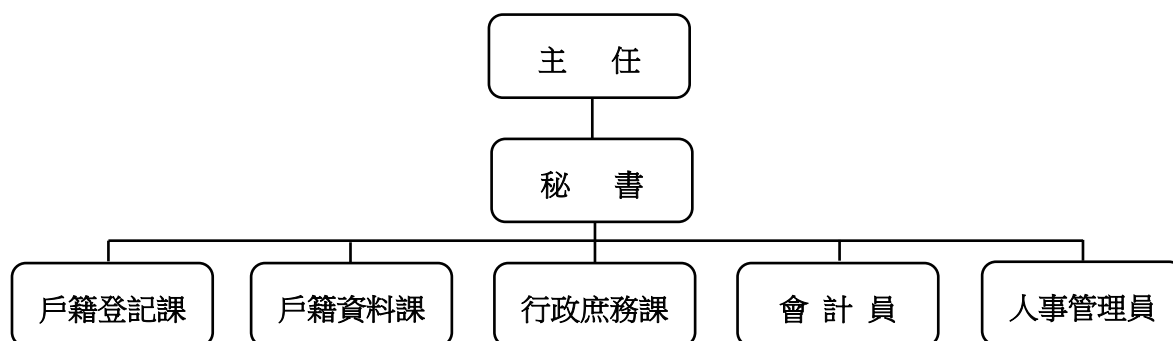 主 任
秘 書
戶籍登記課
戶籍資料課
行政庶務課
會 計 員
人事管理員